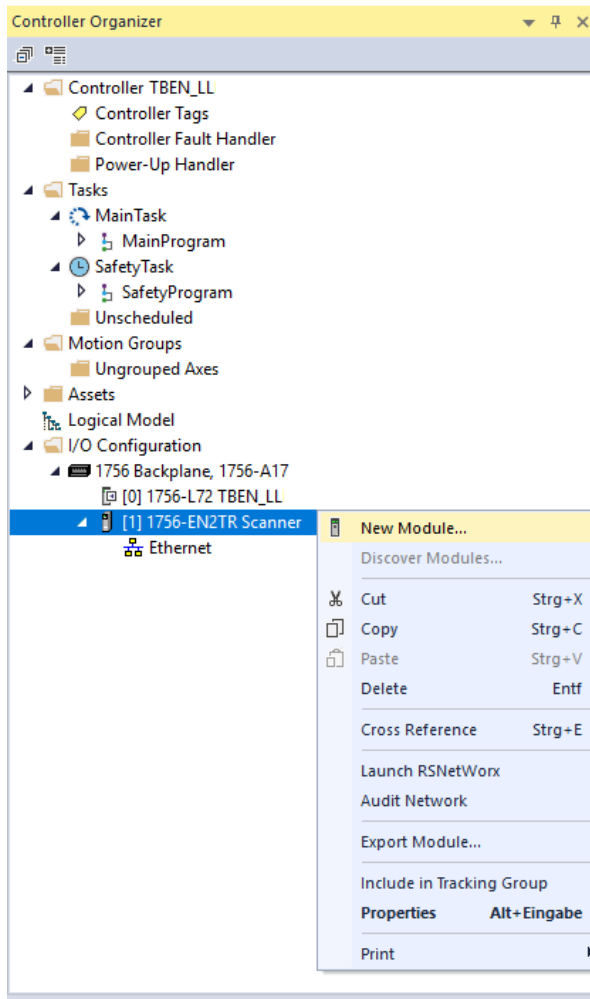 Controller Organizer
Controller TBEN_LL
Controller Tags
Controller Fault Handler
Power-Up Handler
Tasks
MainTask
MainProgram
SafetyTask
SafetyProgram
Unscheduled
Motion Groups
Ungrouped Axes
Assets
Logical Model
I/O Configuration
1756 Backplane, 1756-A17
[0] 1756-L72 TBEN_LL
[1] 1756-EN2TR Scanner
Ethernet
New Module...
Discover Modules...
Cut Strg+X
Copy Strg+C
Paste Strg+V
Delete Entf
Cross Reference Strg+E
Launch RSNetWorx
Audit Network
Export Module...
Include in Tracking Group
Properties Alt+Eingabe
Print